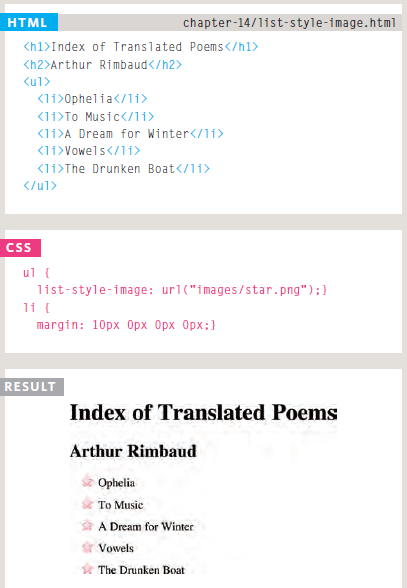 HTML chapter-14/list-style-image.html
<h1>Index of Translated Poems</h1>
<h2>Arthur Rimbaud</h2>
<ul>
<li>Ophelia</li>
<li>To Music</li>
<li>A Dream for Winter</li>
<li>Vowels</li>
<li>The Drunken Boat</li>
</ul>
CSS
ul {
list-style-image: url("images/star.png");}
li {
margin: 10px 0px 0px 0px;}
RESULT
Index of Translated Poems
Arthur Rimbaud
Ophelia
To Music
A Dream for Winter
Vowels
The Drunken Boat